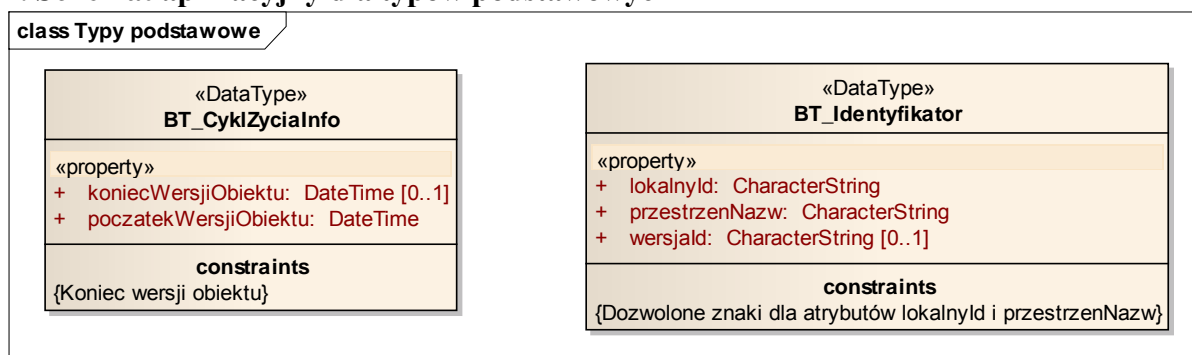 class Typy podstawowe
«DataType»
BT_CyklZyciaInfo
«property»
+ koniecWersjiObiektu: DateTime [0..1]
+ poczatekWersjiObiektu: DateTime
constraints
{Koniec wersji obiektu}
«DataType»
BT_Identyfikator
«property»
+ lokalnyId: CharacterString
+ przestrzenNazw: CharacterString
+ wersjaId: CharacterString [0..1]
constraints
{Dozwolone znaki dla atrybutów lokalnyId i przestrzenNazw}